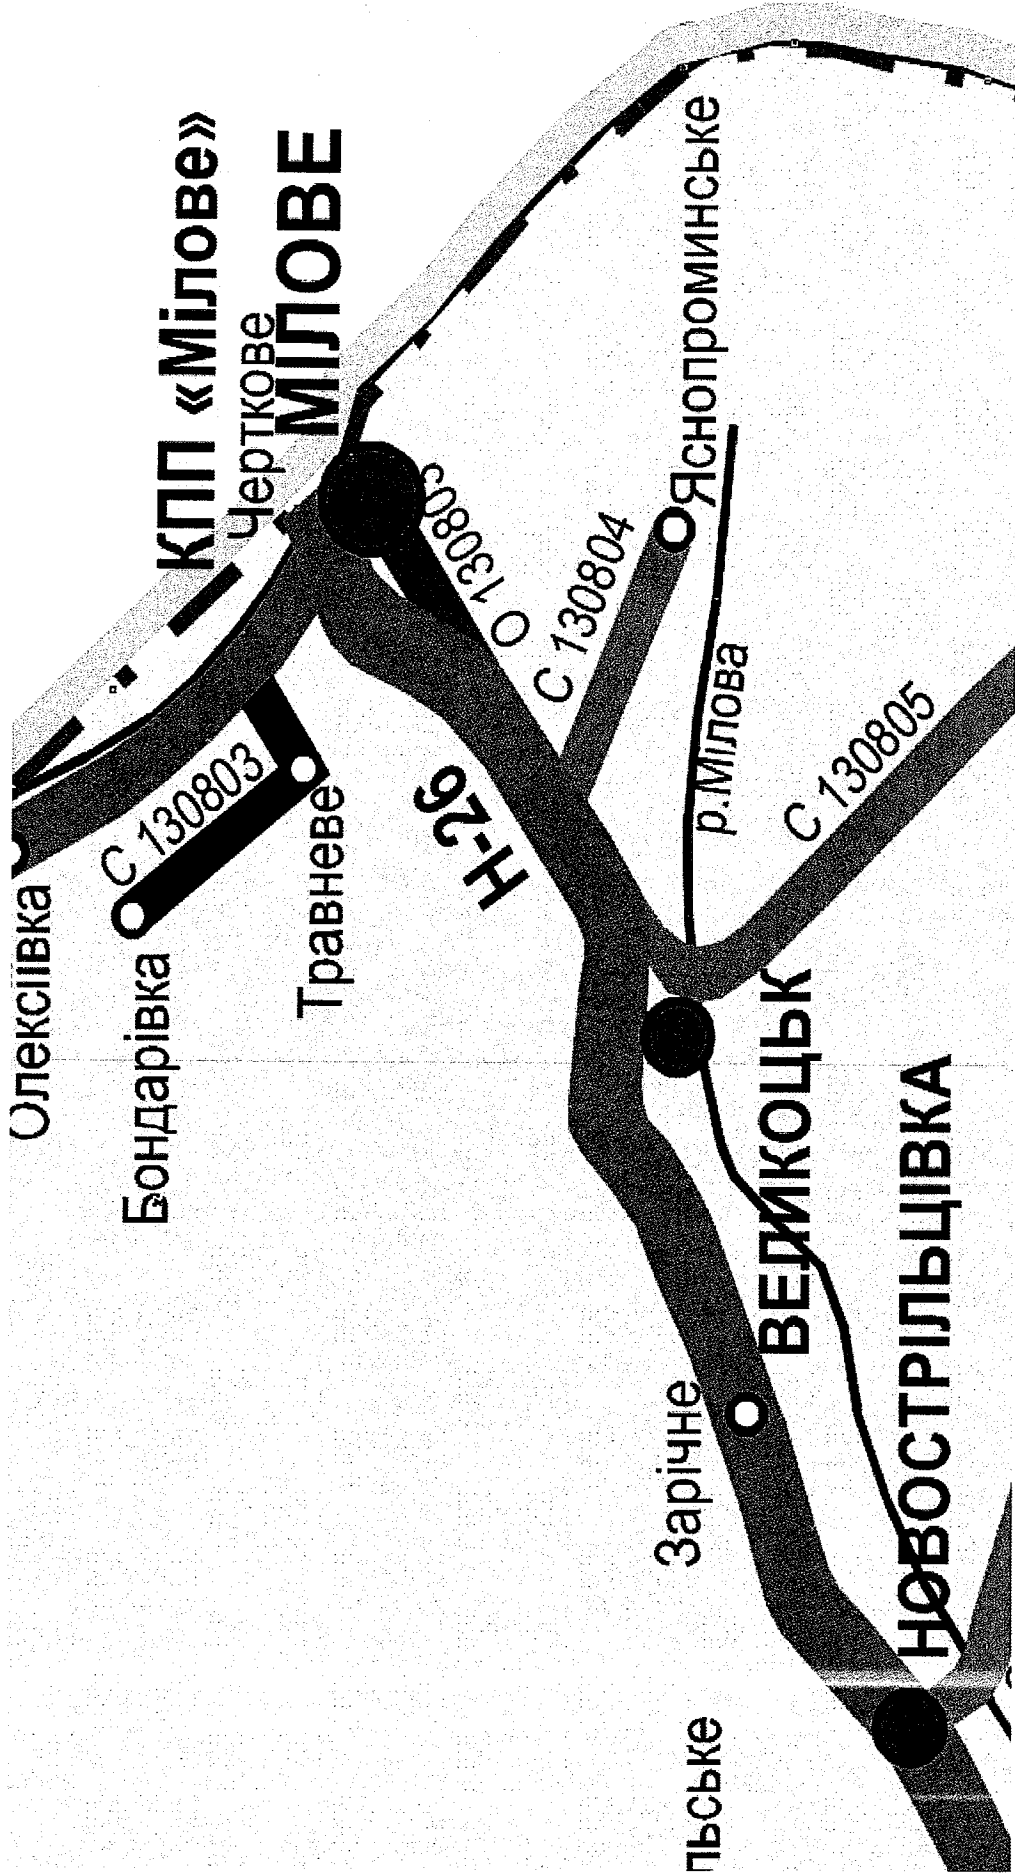 КПП «Мілове»
Черткове
МІЛОВЕ
О 130803
С 130804
Яснопроминське
р.Мілова
С 130805
С 130803
Н-26
Травневе
Бондарівка
Олексіївка
ВЕЛИКОЦЬК
Зарічне
НОВОСТРІЛЬЦІВКА
льське